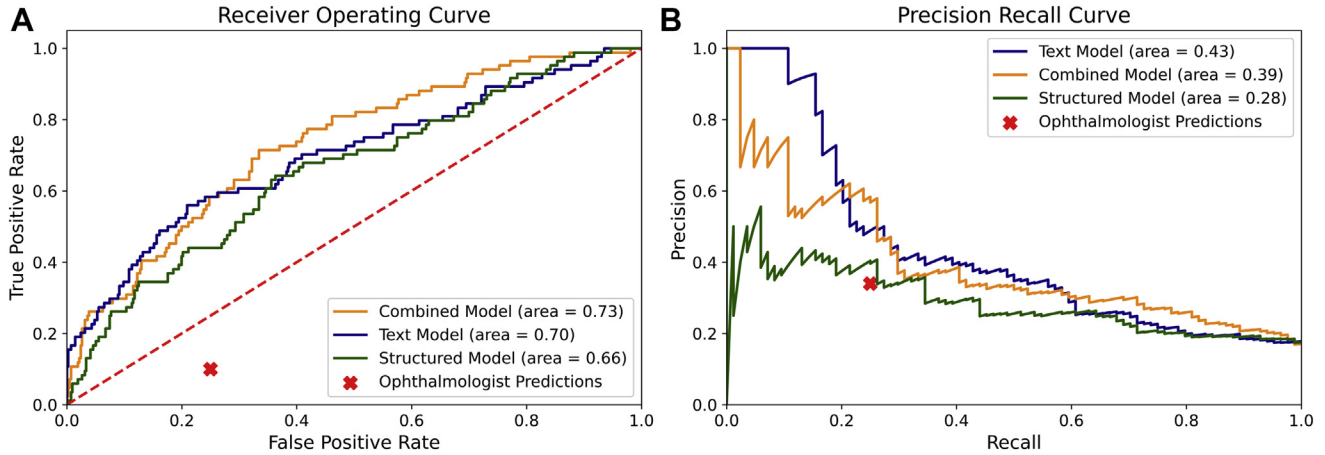 A
Receiver Operating Curve
1.0
0.8
0.6
0.4
0.2
0.0
True Positive Rate
Combined Model (area = 0.73)
Text Model (area = 0.70)
Structured Model (area = 0.66)
Ophthalmologist Predictions
0.0 0.2 0.4 0.6 0.8 1.0
False Positive Rate
B
Precision Recall Curve
1.0
0.8
0.6
0.4
0.2
0.0
Precision
Text Model (area = 0.43)
Combined Model (area = 0.39)
Structured Model (area = 0.28)
Ophthalmologist Predictions
0.0 0.2 0.4 0.6 0.8 1.0
Recall